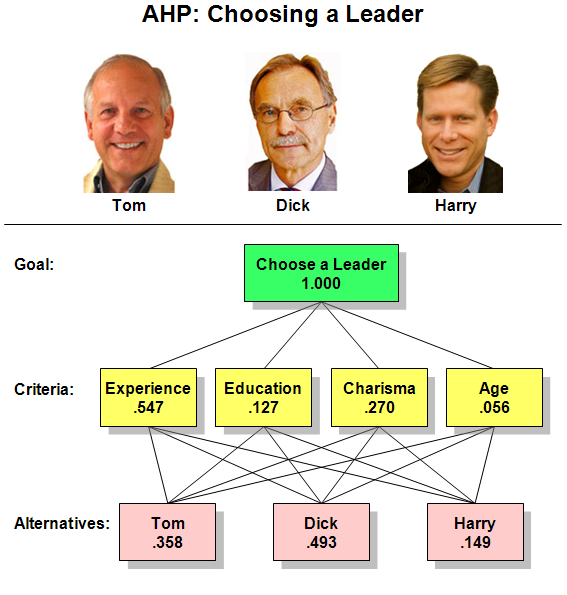 AHP: Choosing a Leader
Tom
Dick
Harry
Goal:
Choose a Leader
1.000
Criteria:
Experience
.547
Education
.127
Charisma
.270
Age
.056
Alternatives:
Tom
.358
Dick
.493
Harry
.149